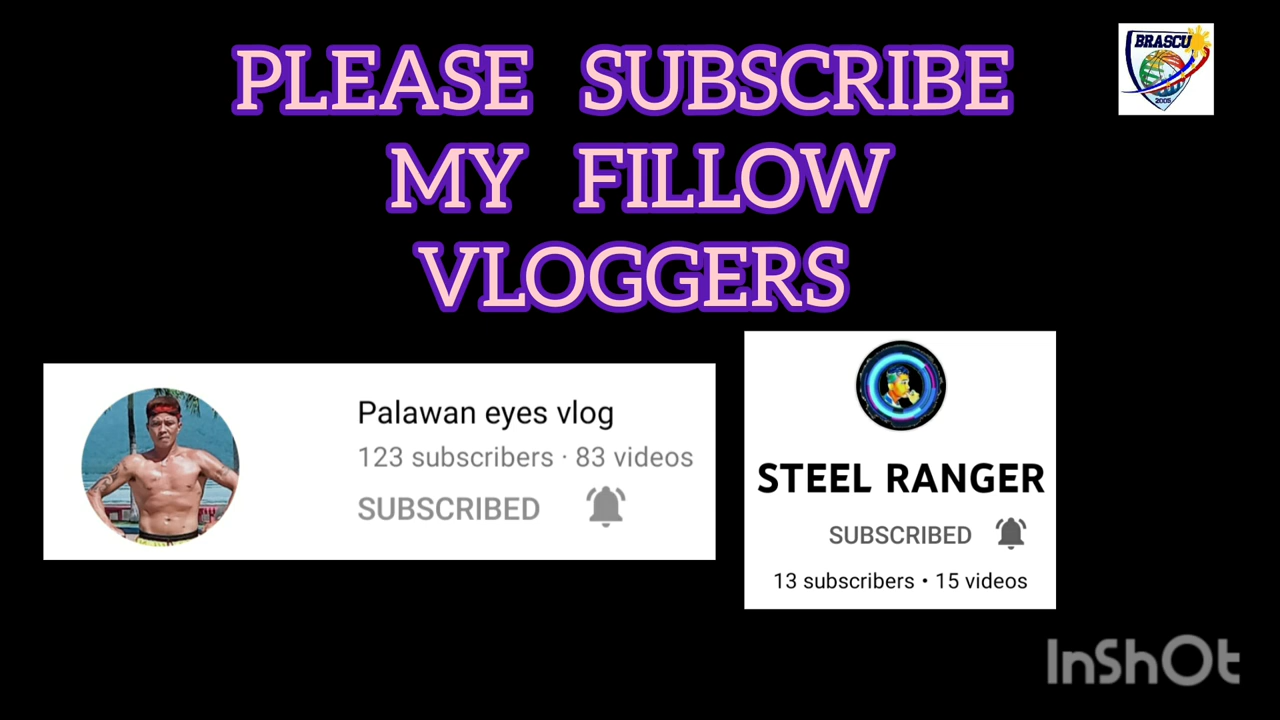 PLEASE SUBSCRIBE
MY FILLOW
VLOGGERS
BRASCU
2005
Palawan eyes vlog
123 subscribers · 83 videos
SUBSCRIBED
STEEL RANGER
SUBSCRIBED
13 subscribers • 15 videos
InShOt